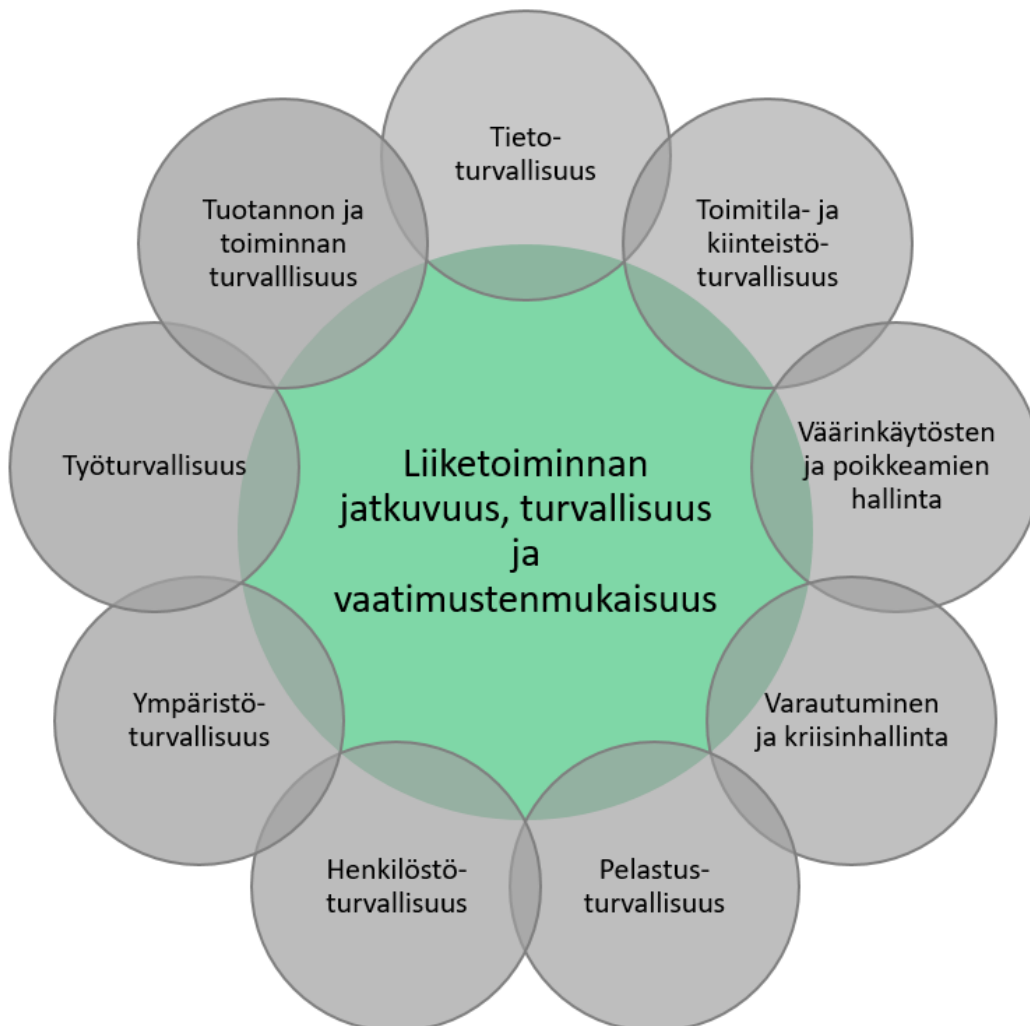 Tieto-
turvallisuus
Toimitila- ja
kiinteistö-
turvallisuus
Väärinkäytösten
ja poikkeamien
hallinta
Varautuminen
ja kriisinhallinta
Pelastus-
turvallisuus
Henkilöstö-
turvallisuus
Ympäristö-
turvallisuus
Työturvallisuus
Tuotannon ja
toiminnan
turvalllisuus
Liiketoiminnan
jatkuvuus, turvallisuus
ja
vaatimustenmukaisuus